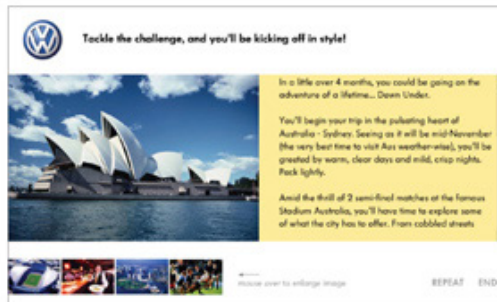 Tackle the challenge, and you'll be kicking off in style!
In a little over 4 months, you could be going on the
adventure of a lifetime... Down Under.
You'll begin your trip in the pulsating heart of
Australia - Sydney. Seeing as it will be mid-November
(the very best time to visit Aus weather-wise), you'll be
greeted by warm, clear days and mild, crisp nights.
Pack lightly.
Amid the thrill of 2 semi-final matches at the famous
Stadium Australia, you'll have time to explore some
of what the city has to offer. From cobbled streets
mouse over to enlarge image
REPEAT END